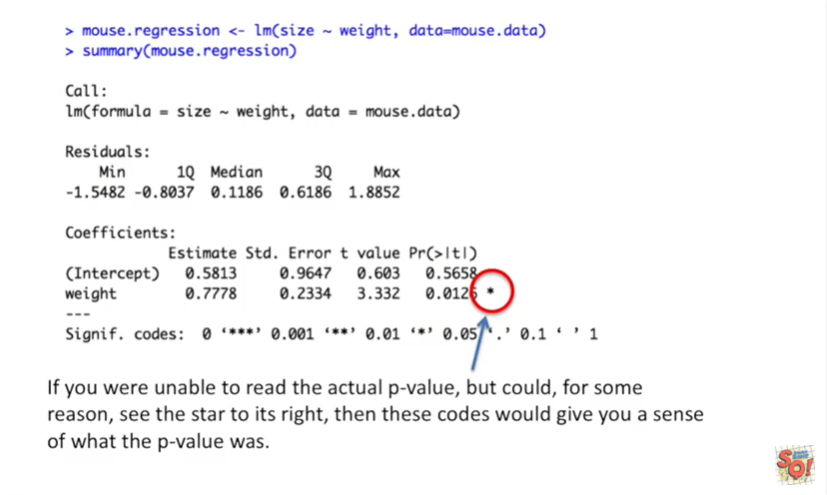 > mouse.regression <- lm(size ~ weight, data=mouse.data)
> summary(mouse.regression)
Call:
lm(formula = size ~ weight, data = mouse.data)
Residuals:
Min 1Q Median 3Q Max
-1.5482 -0.8037 0.1186 0.6186 1.8852
Coefficients:
Estimate Std. Error t value Pr(>|t|)
(Intercept) 0.5813 0.9647 0.603 0.5658
weight 0.7778 0.2334 3.332 0.0126 *
---
Signif. codes: 0 ‘***’ 0.001 ‘**’ 0.01 ‘*’ 0.05 ‘.’ 0.1 ‘ ’ 1
If you were unable to read the actual p-value, but could, for some
reason, see the star to its right, then these codes would give you a sense
of what the p-value was.
SQ!